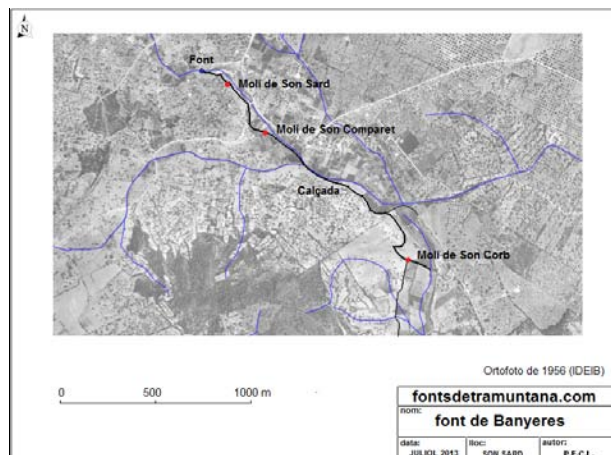 N
Font
Molí de Son Sard
Molí de Son Comparet
Calçada
Molí de Son Corb
Ortofoto de 1956 (IDEIB)
0 500 1000 m
fontsdetramuntana.com
nom:
font de Banyeres
data: lloc: autor:
JULIOL 2013 SON SARD